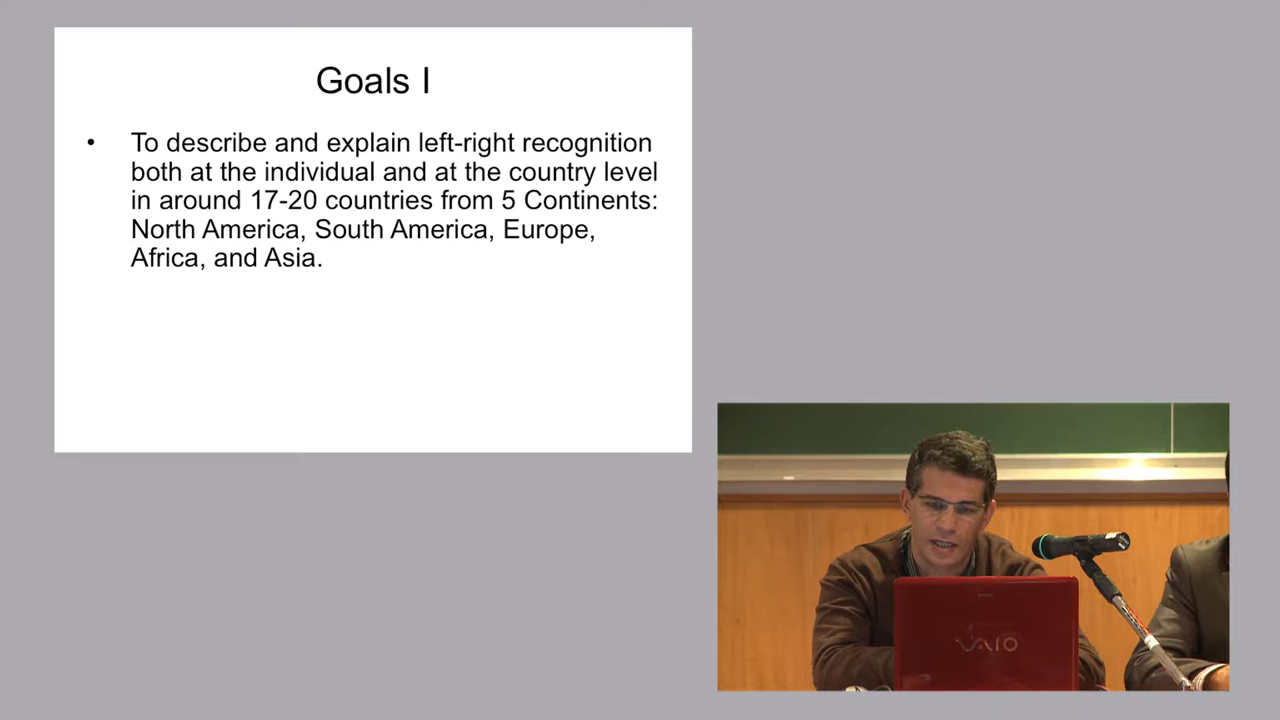 Goals I
• To describe and explain left-right recognition
both at the individual and at the country level
in around 17-20 countries from 5 Continents:
North America, South America, Europe,
Africa, and Asia.
VAIO